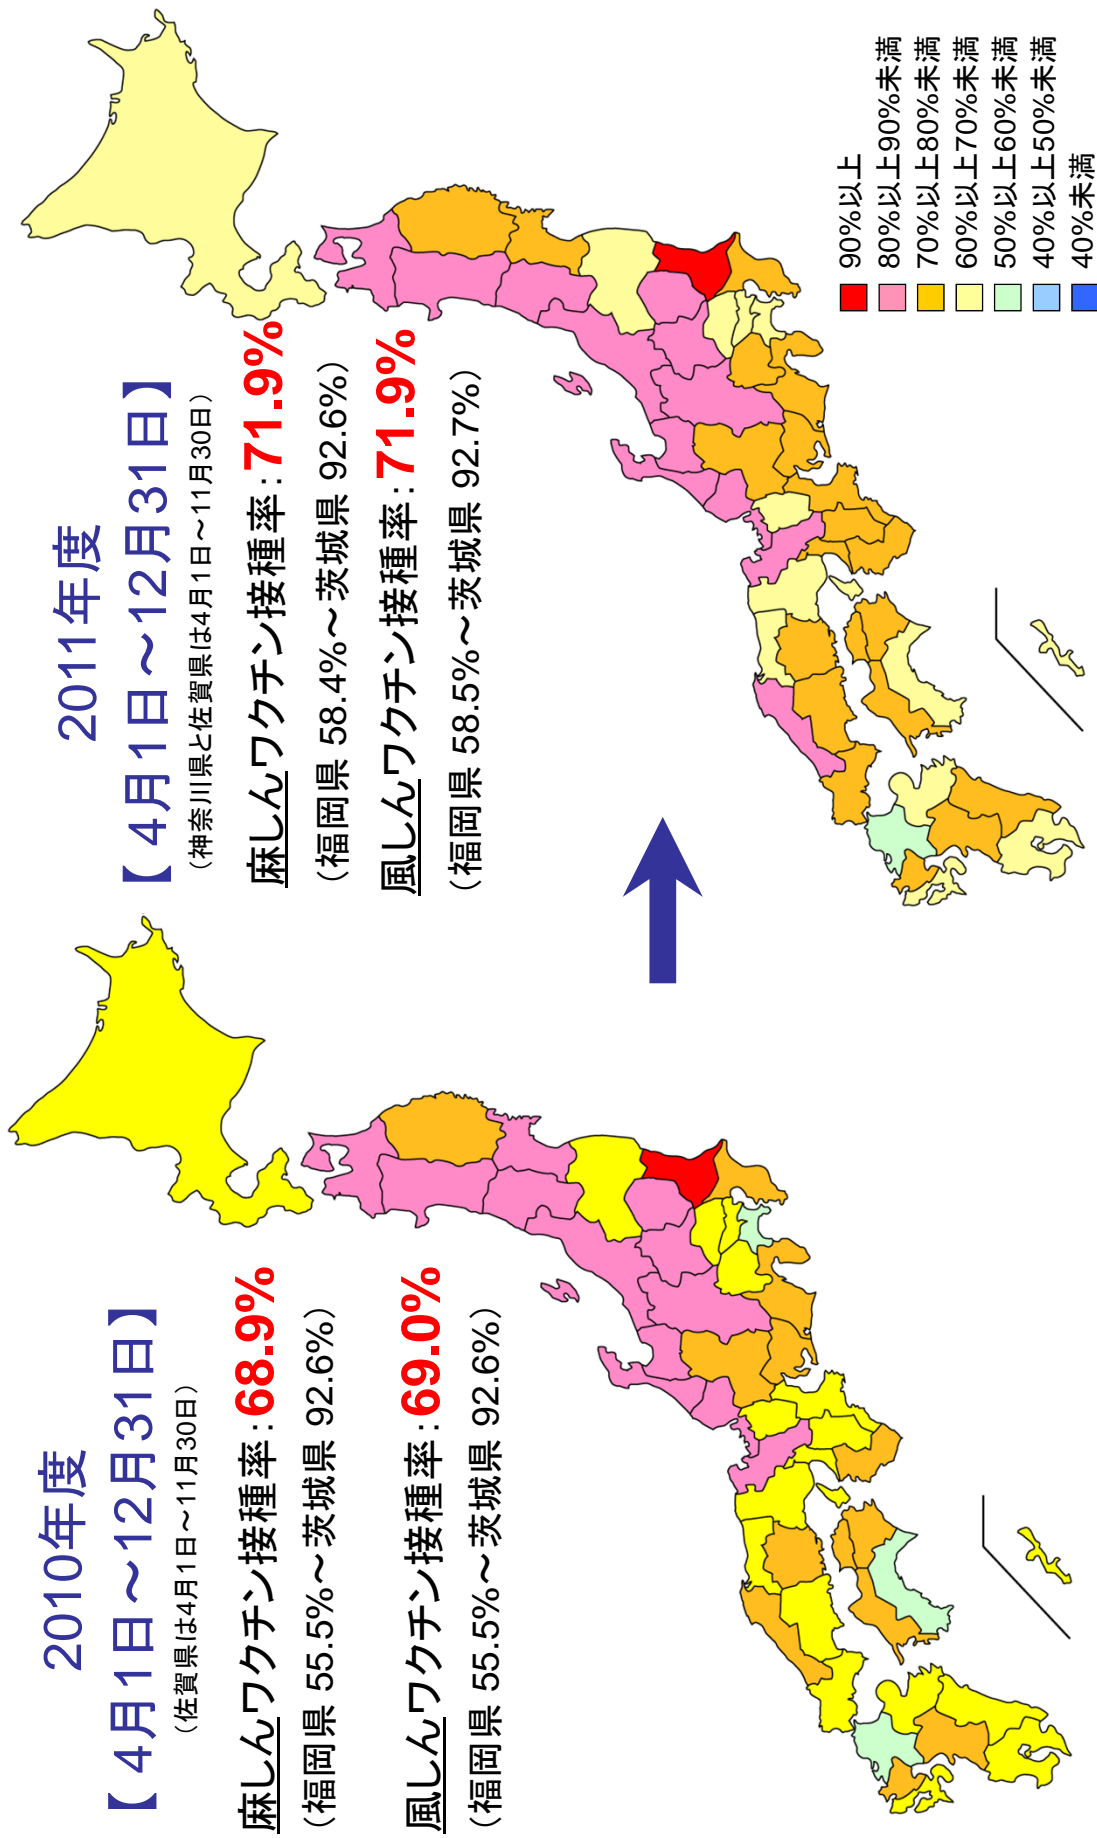 2010年度
【 4月1日～12月31日】
（佐賀県は4月1日～11月30日）
麻しんワクチン接種率：68.9%
（福岡県 55.5%～茨城県 92.6%）
風しんワクチン接種率：69.0%
（福岡県 55.5%～茨城県 92.6%）
2011年度
【 4月1日～12月31日】
（神奈川県と佐賀県は4月1日～11月30日）
麻しんワクチン接種率：71.9%
（福岡県 58.4%～茨城県 92.6%）
風しんワクチン接種率：71.9%
（福岡県 58.5%～茨城県 92.7%）
90%以上
80%以上90%未満
70%以上80%未満
60%以上70%未満
50%以上60%未満
40%以上50%未満
40%未満